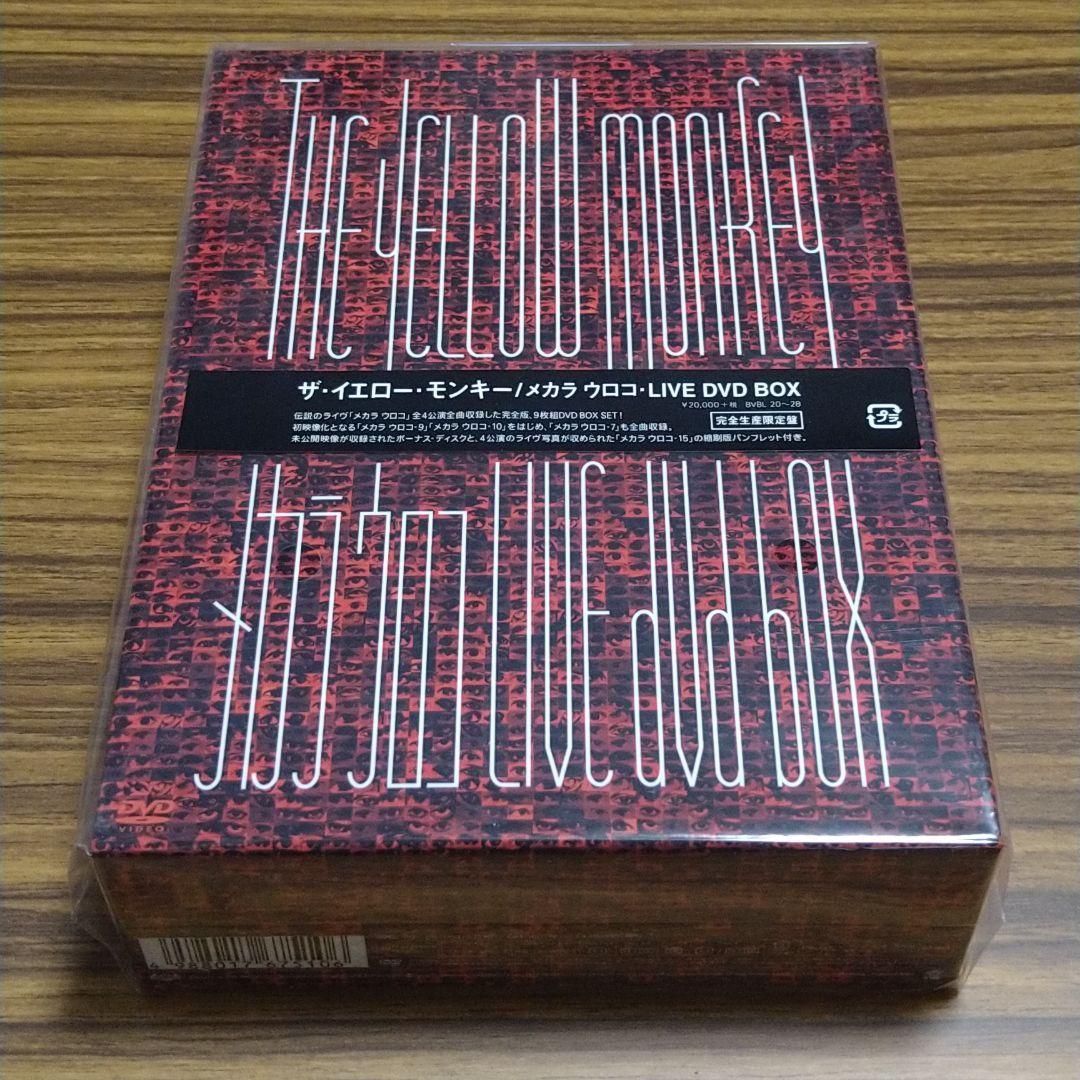 THE YELLOW MONKEY
ザ・イエロー・モンキー/メカラ ウロコ・LIVE DVD BOX
¥20,000+税 BVBL 20〜28
伝説のライヴ「メカラ ウロコ」全4公演全曲収録した完全版、9枚組DVD BOX SET!
完全生産限定盤
プラ
初映像化となる「メカラ ウロコ・9」「メカラ ウロコ・10」をはじめ、「メカラ ウロコ・7」も全曲収録。
未公開映像が収録されたボーナス・ディスクと、4公演のライヴ写真が収められた「メカラ ウロコ・15」の縮刷版パンフレット付き。
メカラ ウロコ LIVE dVd bOX
DVD
VIDEO